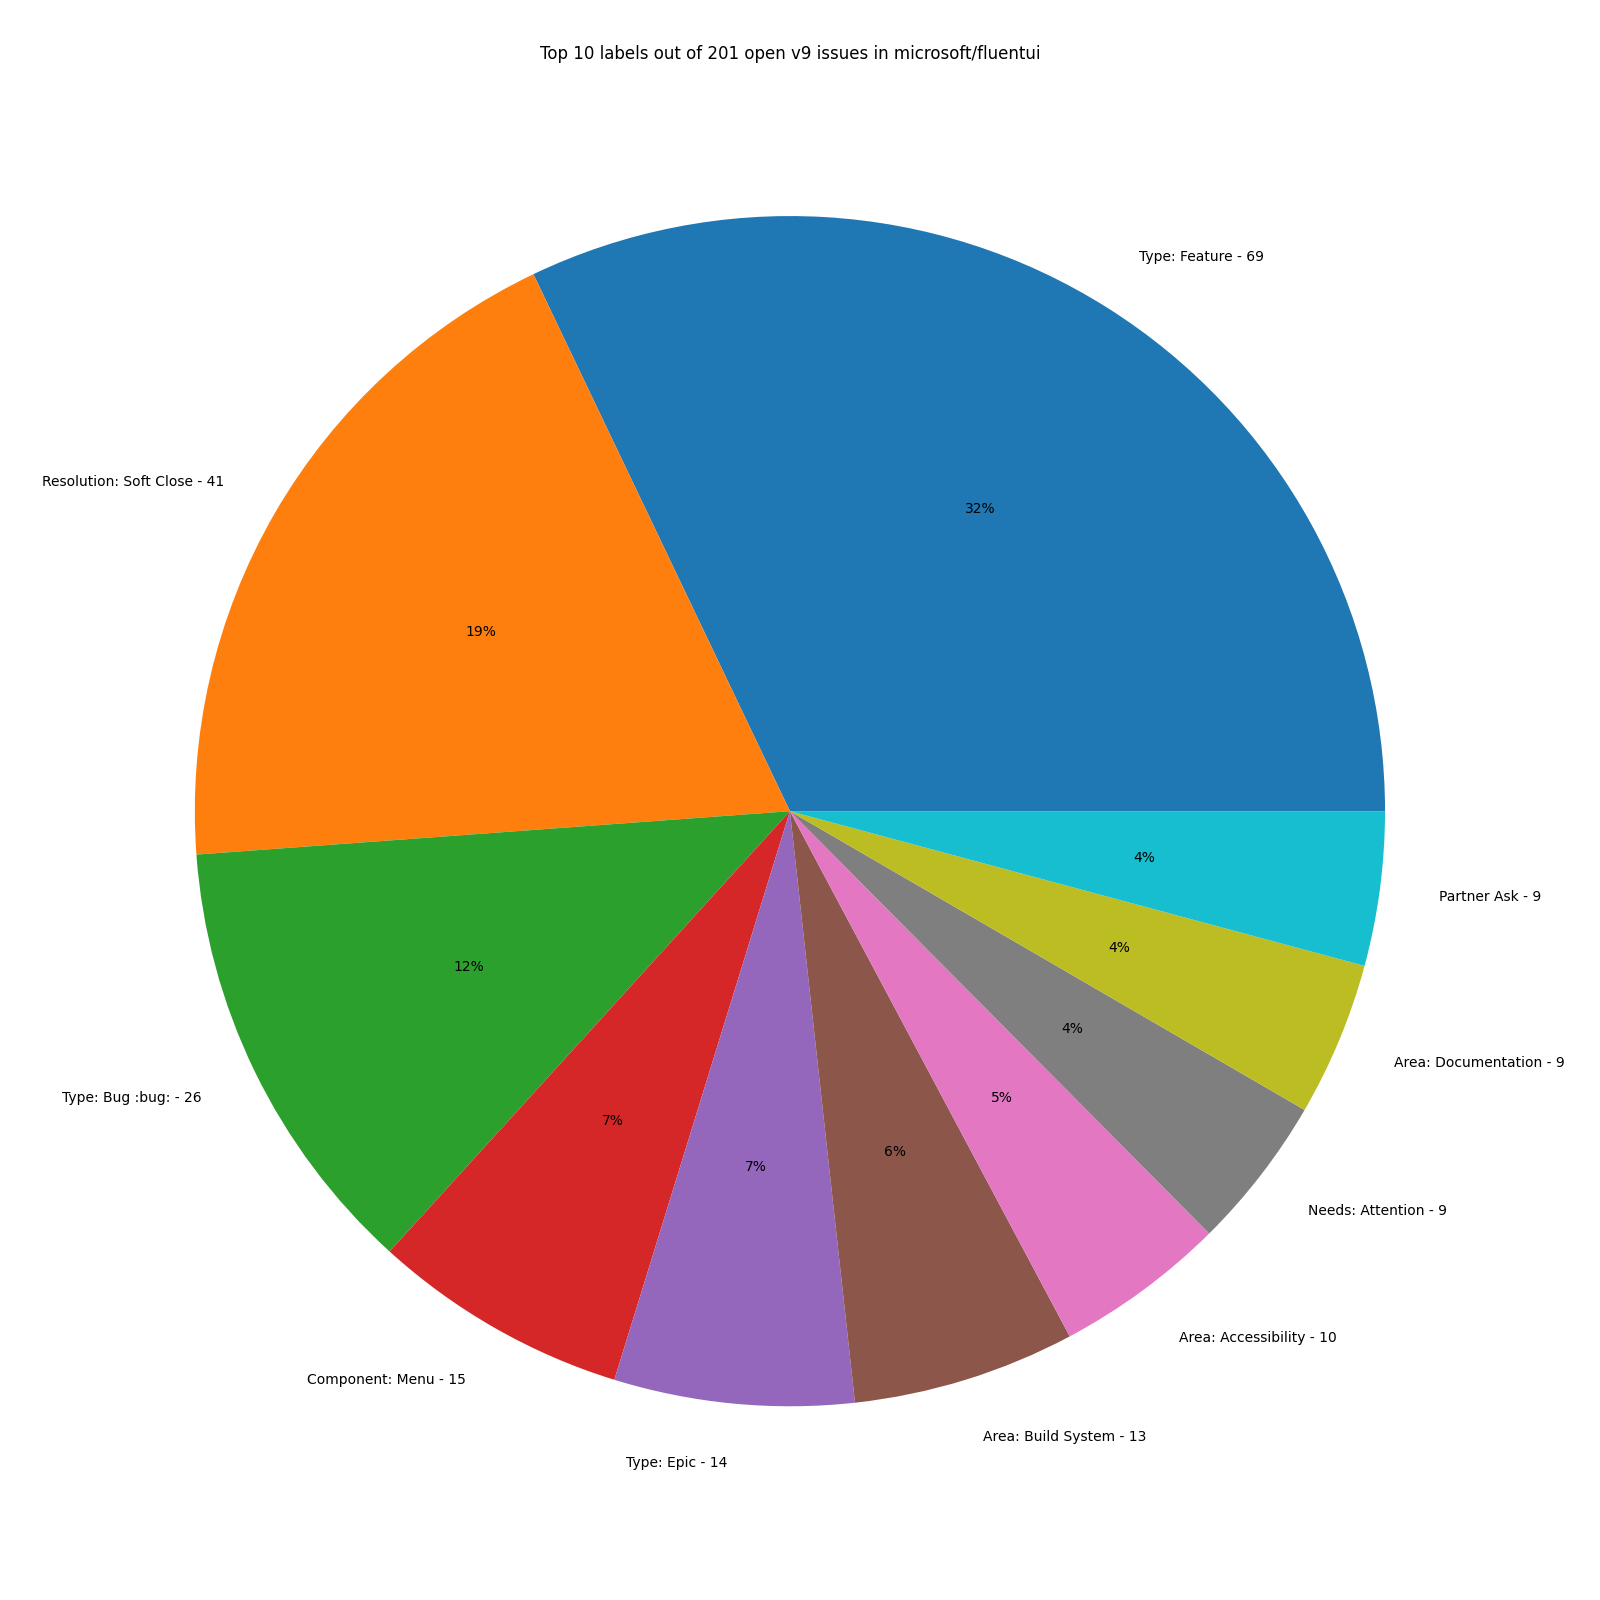 Top 10 labels out of 201 open v9 issues in microsoft/fluentui
Type: Feature - 69
32%
Resolution: Soft Close - 41
19%
Type: Bug :bug: - 26
12%
Component: Menu - 15
7%
Type: Epic - 14
7%
Area: Build System - 13
6%
Area: Accessibility - 10
5%
Needs: Attention - 9
4%
Area: Documentation - 9
4%
Partner Ask - 9
4%